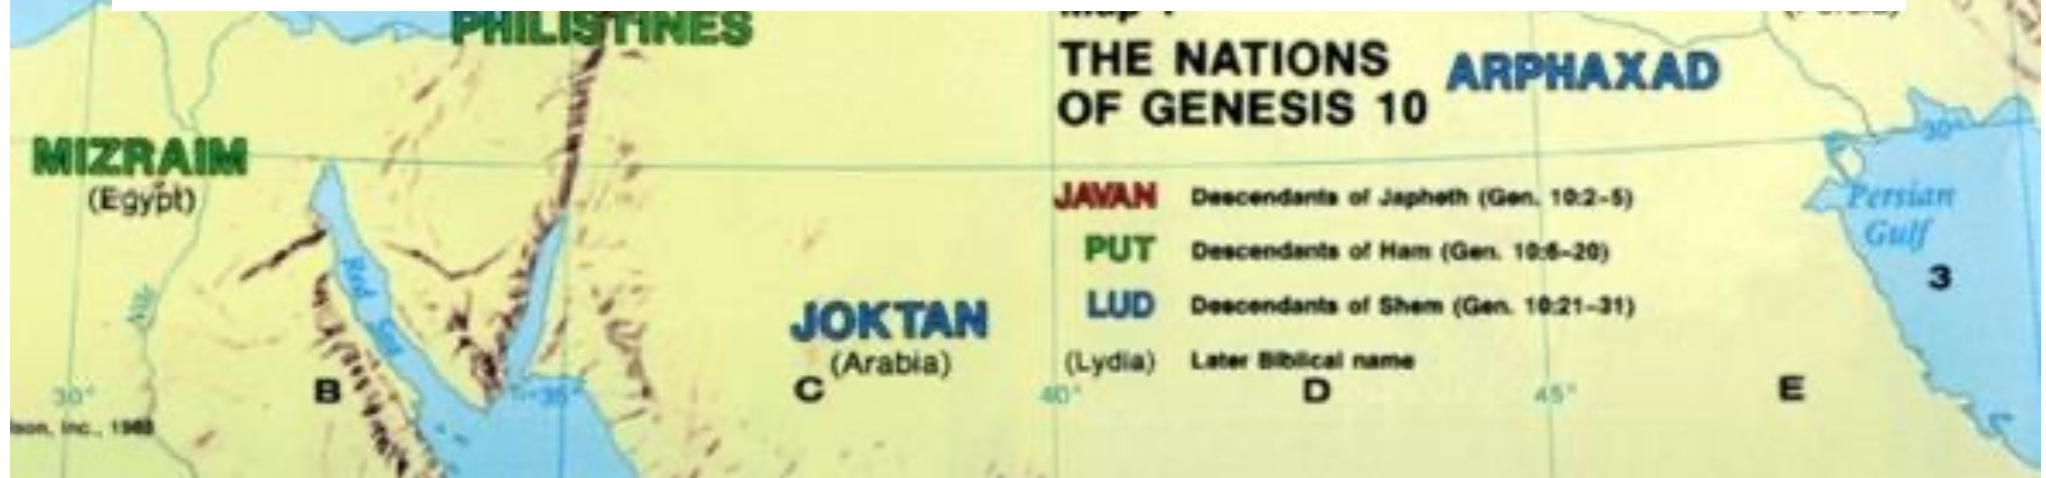 PHILISTINES
THE NATIONS
OF GENESIS 10
ARPHAXAD
30°
MIZRAIM
(Egypt)
JAVAN Descendants of Japheth (Gen. 10:2-5)
PUT Descendants of Ham (Gen. 10:6-20)
LUD Descendants of Shem (Gen. 10:21-31)
(Lydia) Later Biblical name
Persian
Gulf
3
Red
Sea
Nile
JOKTAN
(Arabia)
30°
B
35°
C
40°
D
45°
E
Inc., 1983